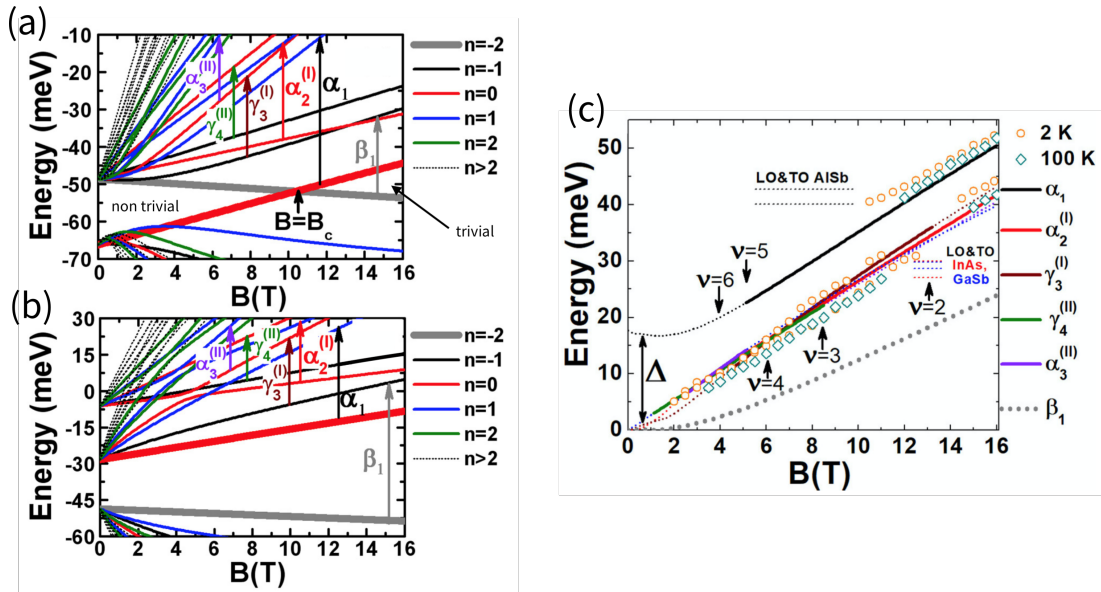 (a)
-10
-20
-30
-40
-50
-60
-70
Energy (meV)
α₃⁽ᴵᴵ⁾
γ₄⁽ᴵᴵ⁾
γ₃⁽ᴵ⁾
α₂⁽ᴵ⁾
α₁
β₁
non trivial
B=Bc
trivial
0 2 4 6 8 10 12 14 16
B(T)
n=-2
n=-1
n=0
n=1
n=2
n>2
(b)
30
15
0
-15
-30
-45
-60
Energy (meV)
α₃⁽ᴵᴵ⁾
γ₄⁽ᴵᴵ⁾
γ₃⁽ᴵ⁾
α₂⁽ᴵ⁾
α₁
β₁
0 2 4 6 8 10 12 14 16
B(T)
n=-2
n=-1
n=0
n=1
n=2
n>2
(c)
50
40
30
20
10
0
Energy (meV)
LO&TO AlSb
ν=5
ν=6
LO&TO
InAs,
GaSb
ν=2
ν=3
ν=4
Δ
0 2 4 6 8 10 12 14 16
B(T)
2 K
100 K
α₁
α₂⁽ᴵ⁾
γ₃⁽ᴵ⁾
γ₄⁽ᴵᴵ⁾
α₃⁽ᴵᴵ⁾
β₁